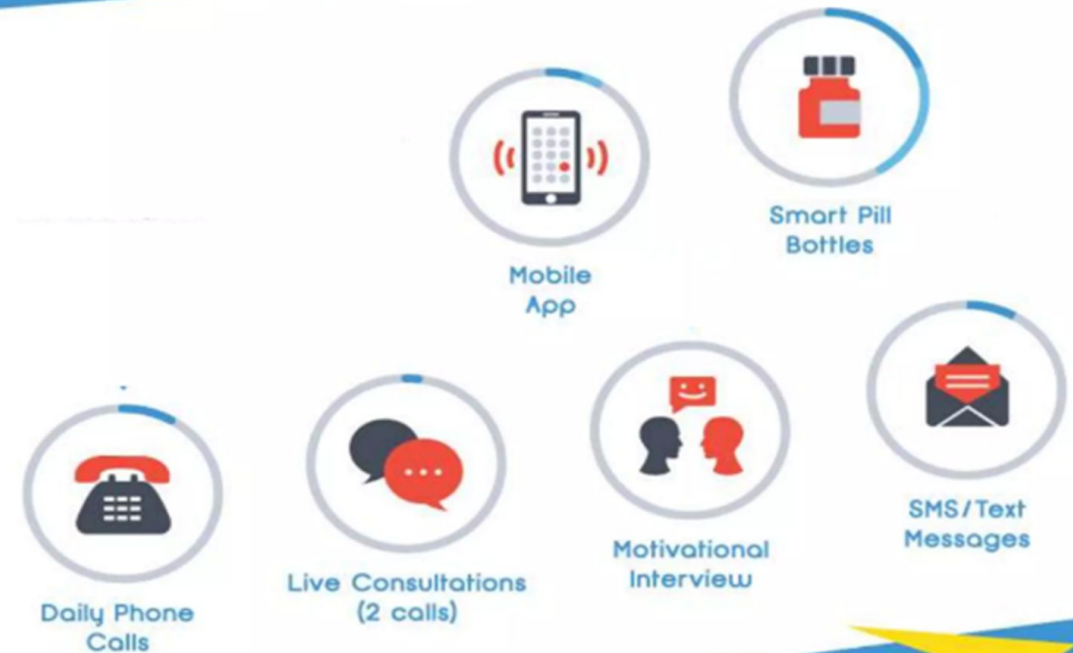 Smart Pill
Bottles
Mobile
App
SMS/Text
Messages
Motivational
Interview
Live Consultations
(2 calls)
Daily Phone
Calls